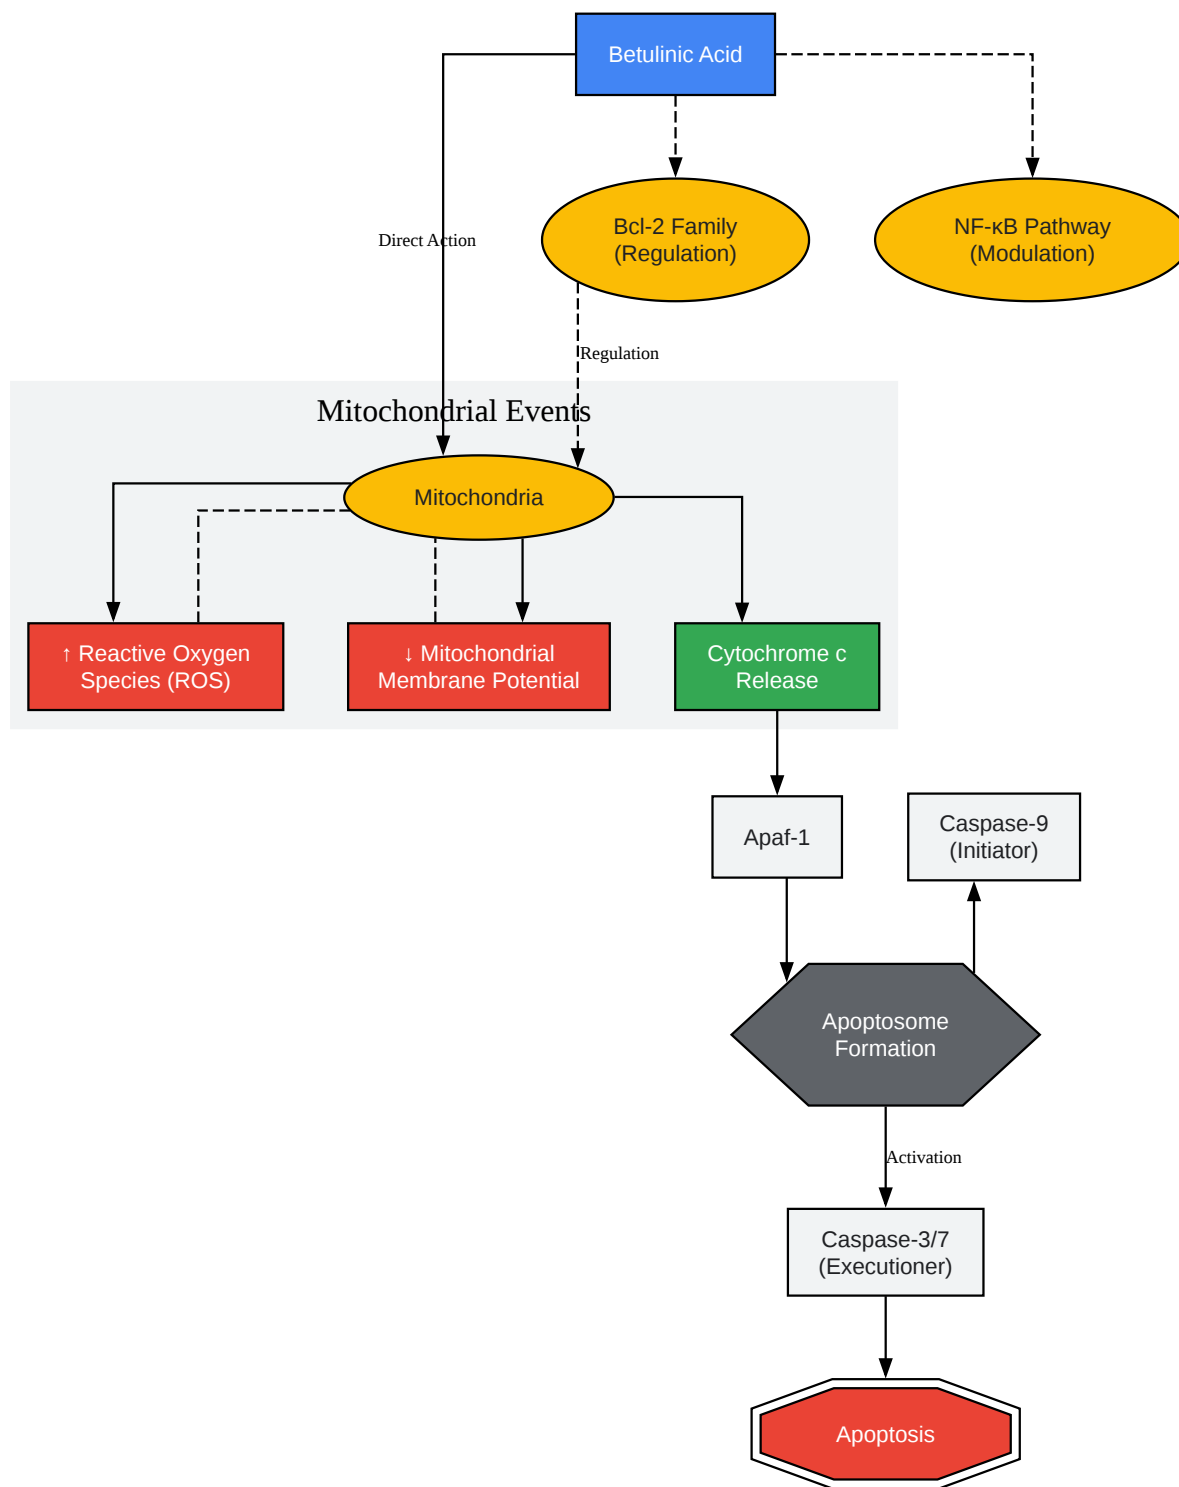 Betulinic Acid
Direct Action
Bcl-2 Family
(Regulation)
NF-κB Pathway
(Modulation)
Regulation
Mitochondrial Events
Mitochondria
↑ Reactive Oxygen
Species (ROS)
↓ Mitochondrial
Membrane Potential
Cytochrome c
Release
Apaf-1
Caspase-9
(Initiator)
Apoptosome
Formation
Activation
Caspase-3/7
(Executioner)
Apoptosis